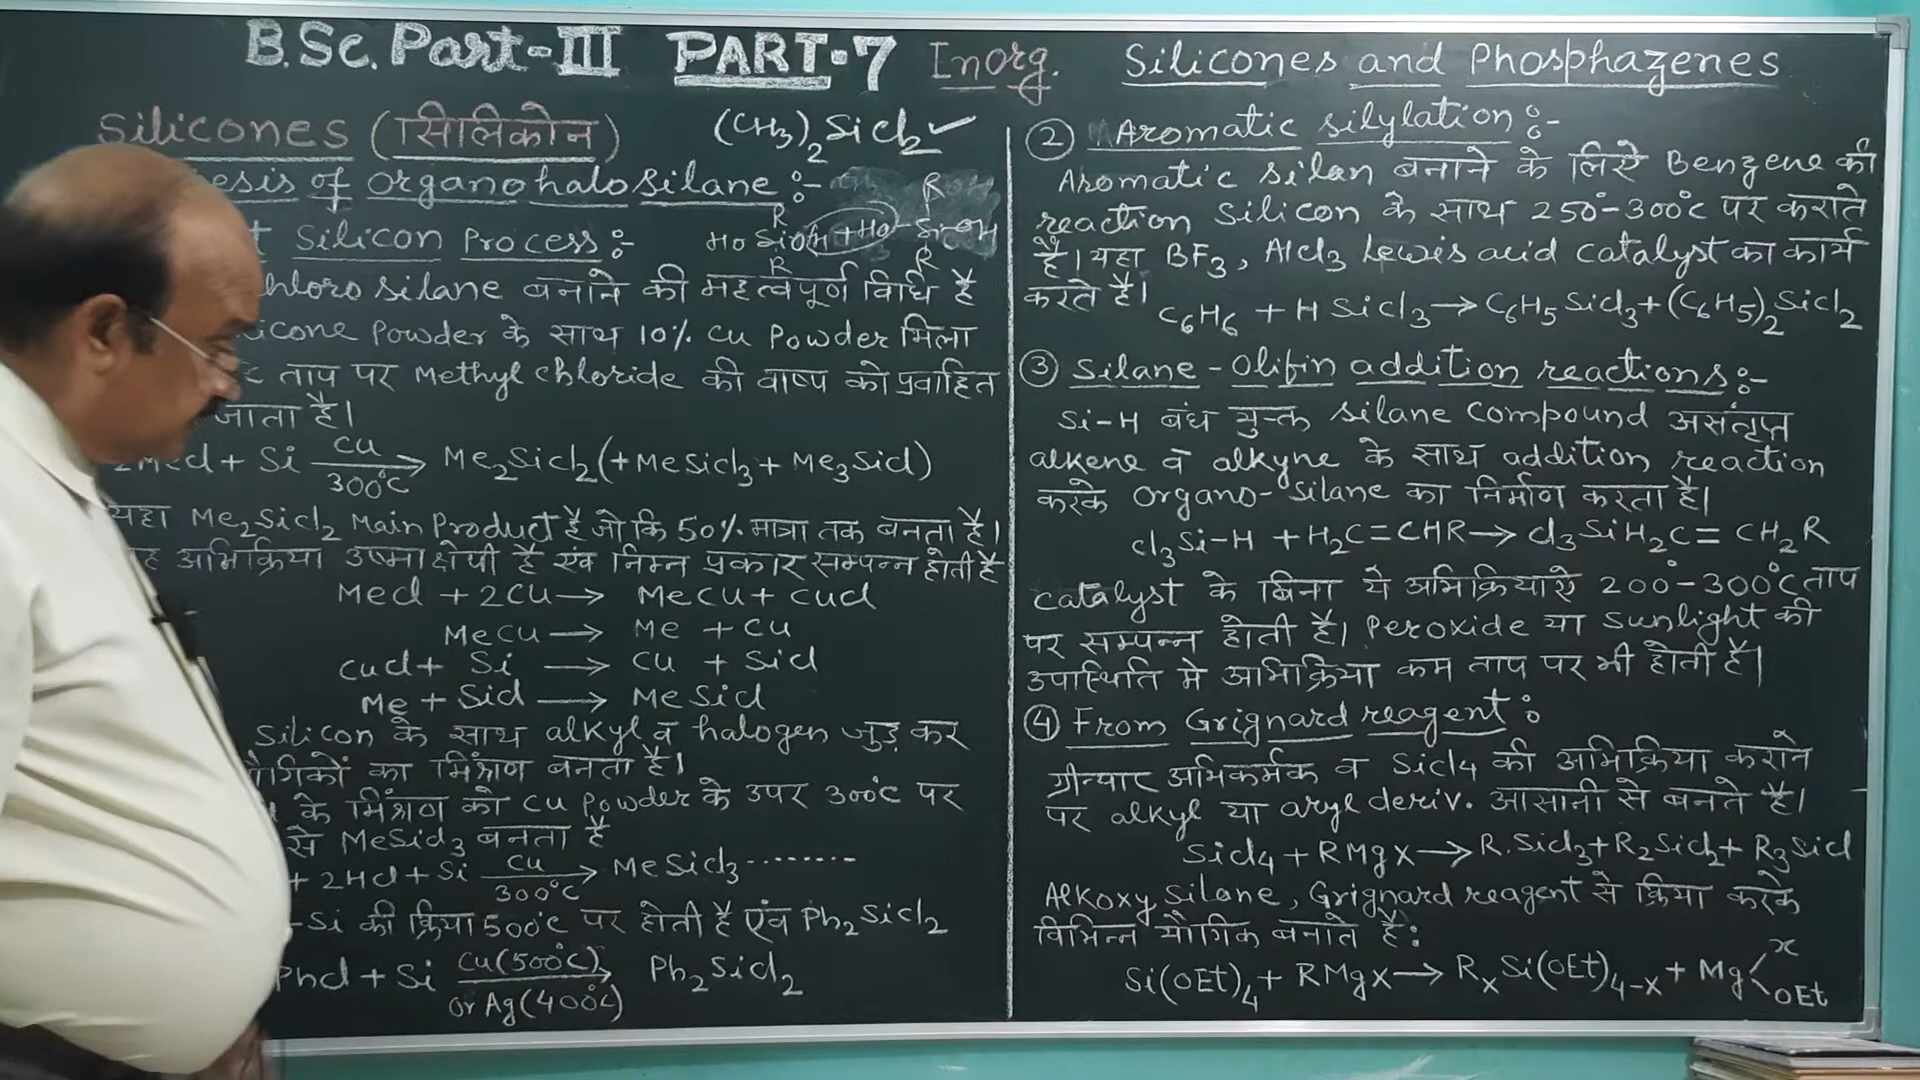 B.Sc. Part-III PART-7 Inorg. Silicones and Phosphazenes
Silicones (सिलिकोन) (CH3)2SiCl2 ✓
of organohalosilane :-
Silicon Process :-
R R
HO SiOH + HO - Si-OH
R R
chlorosilane बनाने की महत्वपूर्ण विधि है
Powder के साथ 10% Cu Powder मिला
ताप पर Methyl chloride की वाष्प को प्रवाहित
जाता है।
2MeCl + Si Cu/300°C → Me2SiCl2 (+MeSiCl3 + Me3SiCl)
यहा Me2SiCl2 Main Product है जो कि 50% मात्रा तक बनता है।
अभिक्रिया उष्माक्षेपी है एंव निम्न प्रकार सम्पन्न होती है
MeCl + 2Cu → MeCu + CuCl
MeCu → Me + Cu
CuCl + Si → Cu + SiCl
Me + SiCl → MeSiCl
Silicon के साथ alkyl व halogen जुड़ कर
का मिश्रण बनता है।
के मिश्रण को Cu Powder के उपर 300°C पर
से MeSiCl3 बनता है
+ 2HCl + Si Cu/300°C → MeSiCl3 ........
-Si की क्रिया 500°C पर होती है एंव Ph2SiCl2
PhCl + Si Cu(500°C) or Ag(400°C) → Ph2SiCl2
② Aromatic silylation :-
Aromatic silan बनाने के लिए Benzene की
reaction silicon के साथ 250°-300°C पर कराते
है। यहा BF3, AlCl3 Lewis acid catalyst का कार्य
करते है।
C6H6 + HSiCl3 → C6H5SiCl3 + (C6H5)2SiCl2
③ Silane - Olifin addition reactions :-
Si-H बंध युक्त silane compound असंतृप्त
alkene व alkyne के साथ addition reaction
करके organo-silane का निर्माण करता है।
Cl3Si-H + H2C=CHR → Cl3SiH2C=CH2R
catalyst के बिना ये अभिक्रियाऐ 200°-300°C ताप
पर सम्पन्न होती है। Peroxide या Sunlight की
उपस्थिति मे अभिक्रिया कम ताप पर भी होती है।
④ From Grignard reagent :
ग्रीन्यार अभिकर्मक व SiCl4 की अभिक्रिया कराने
पर alkyl या aryl deriv. आसानी से बनते है।
SiCl4 + RMgX → R.SiCl3 + R2SiCl2 + R3SiCl
Alkoxy silane, Grignard reagent से क्रिया करके
विभिन्न यौगिक बनाते है:
Si(OEt)4 + RMgX → RxSi(OEt)4-x + Mg< x OEt